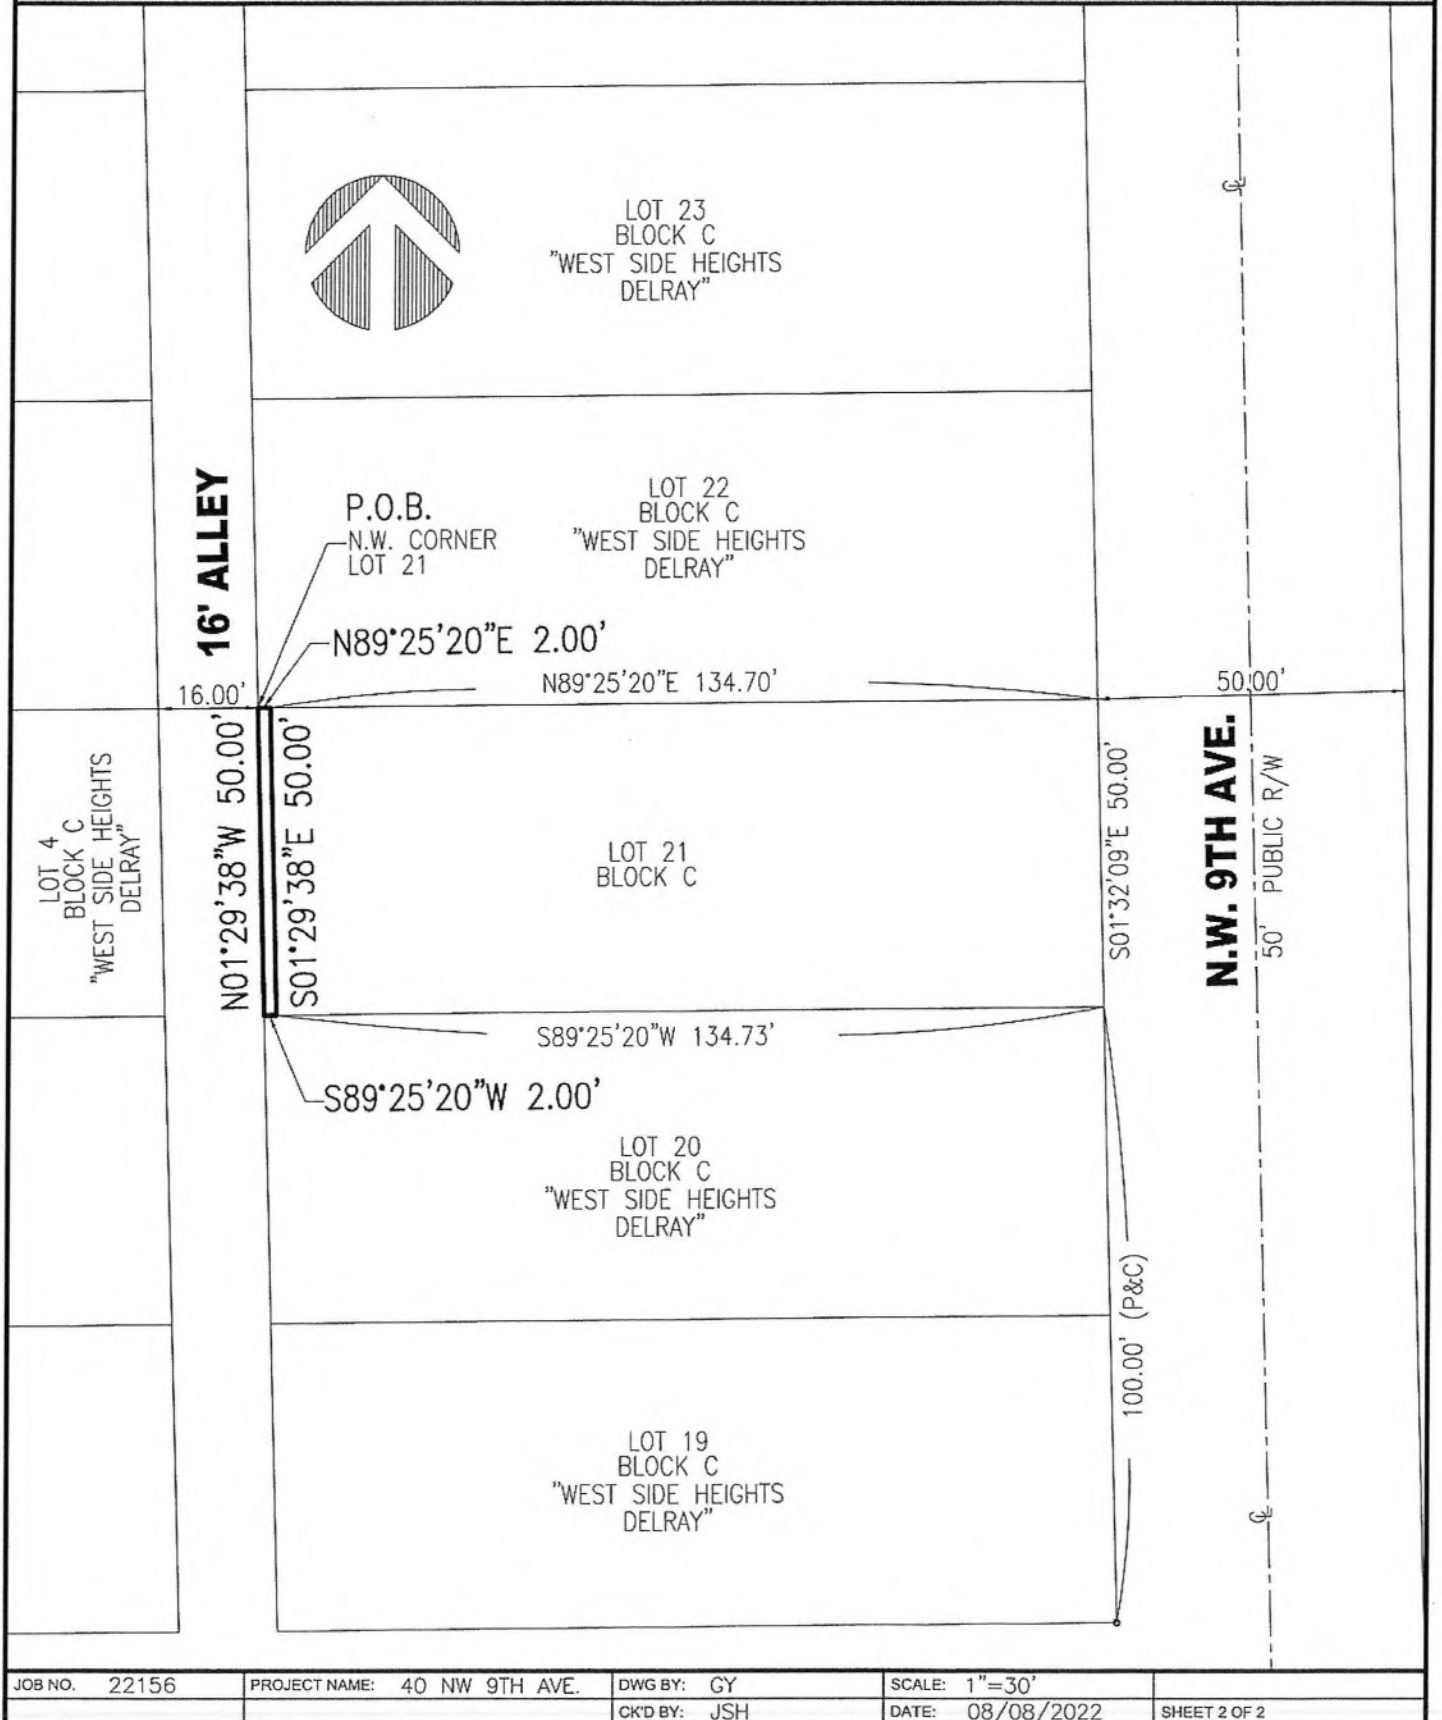 LOT 23
BLOCK C
"WEST SIDE HEIGHTS
DELRAY"
℄
16' ALLEY
P.O.B.
N.W. CORNER
LOT 21
LOT 22
BLOCK C
"WEST SIDE HEIGHTS
DELRAY"
N89°25'20"E 2.00'
N89°25'20"E 134.70'
16.00'
50.00'
LOT 4
BLOCK C
"WEST SIDE HEIGHTS
DELRAY"
N01°29'38"W 50.00'
S01°29'38"E 50.00'
LOT 21
BLOCK C
S01°32'09"E 50.00'
N.W. 9TH AVE.
50' PUBLIC R/W
S89°25'20"W 134.73'
S89°25'20"W 2.00'
LOT 20
BLOCK C
"WEST SIDE HEIGHTS
DELRAY"
100.00' (P&C)
LOT 19
BLOCK C
"WEST SIDE HEIGHTS
DELRAY"
℄
JOB NO. 22156 PROJECT NAME: 40 NW 9TH AVE. DWG BY: GY SCALE: 1"=30'
CK'D BY: JSH DATE: 08/08/2022 SHEET 2 OF 2